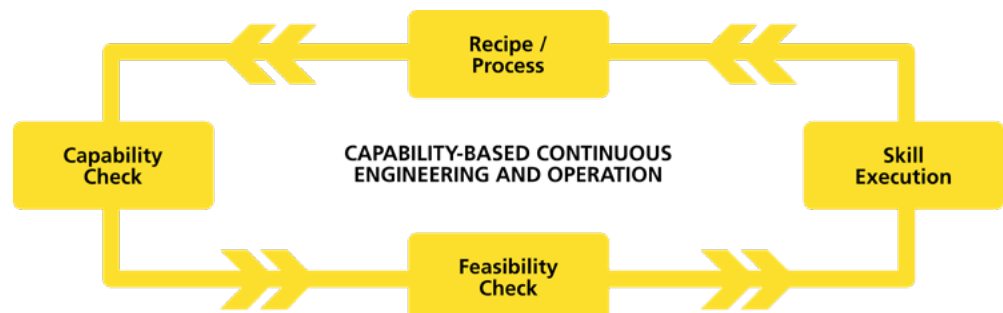 Recipe /
Process
Capability
Check
CAPABILITY-BASED CONTINUOUS
ENGINEERING AND OPERATION
Skill
Execution
Feasibility
Check